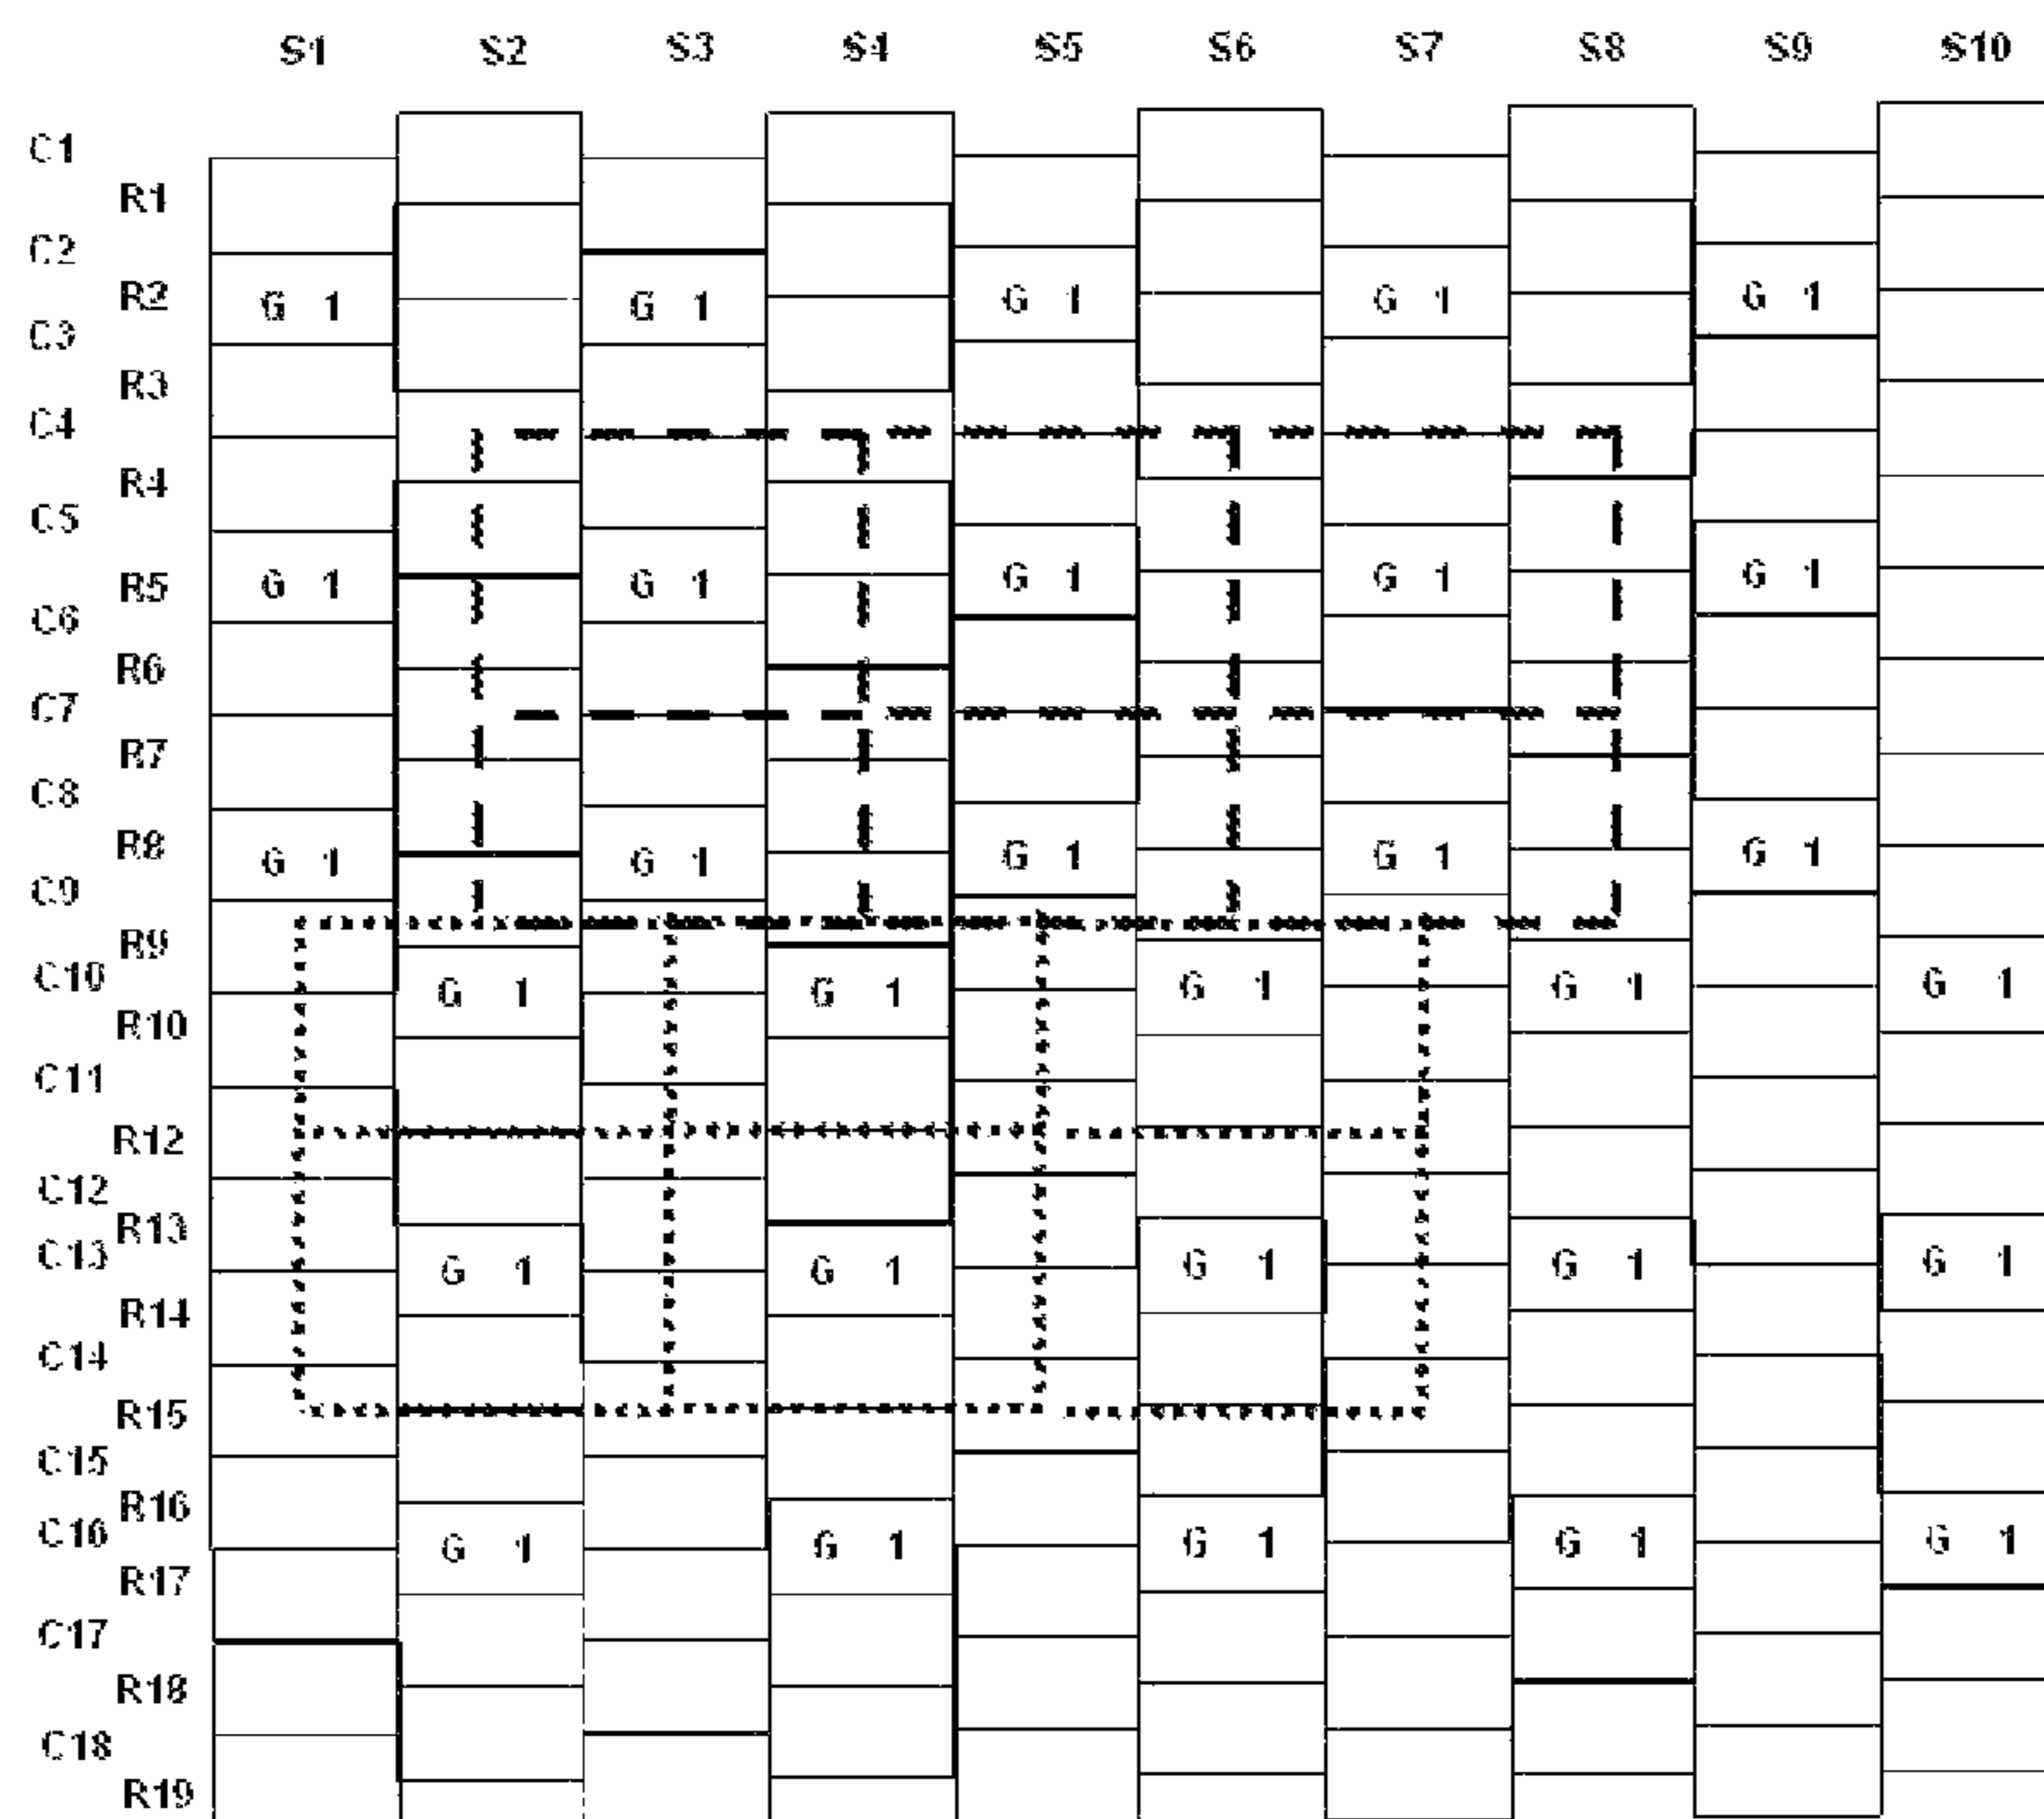 S1 S2 S3 S4 S5 S6 S7 S8 S9 S10
C1
R1
C2
R2 G 1 G 1 G 1 G 1 G 1
C3
R3
C4
R4
C5
R5 G 1 G 1 G 1 G 1 G 1
C6
R6
C7
R7
C8
R8 G 1 G 1 G 1 G 1 G 1
C9
R9
C10 G 1 G 1 G 1 G 1 G 1
R10
C11
R12
C12
R13
C13 G 1 G 1 G 1 G 1 G 1
R14
C14
R15
C15
R16
C16 G 1 G 1 G 1 G 1 G 1
R17
C17
R18
C18
R19